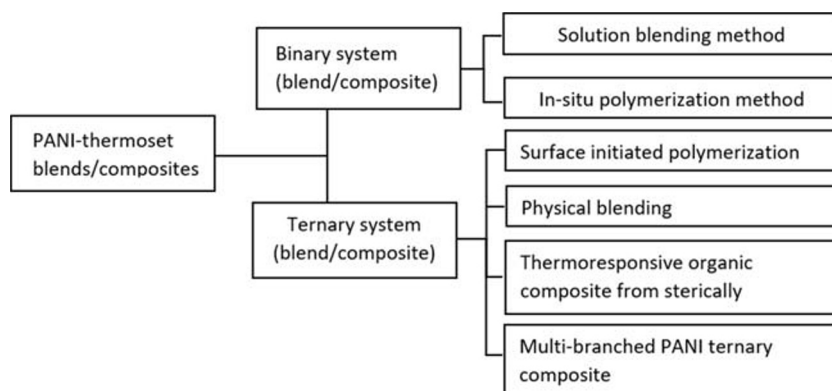 PANI-thermoset
blends/composites
Binary system
(blend/composite)
Solution blending method
In-situ polymerization method
Ternary system
(blend/composite)
Surface initiated polymerization
Physical blending
Thermoresponsive organic
composite from sterically
Multi-branched PANI ternary
composite